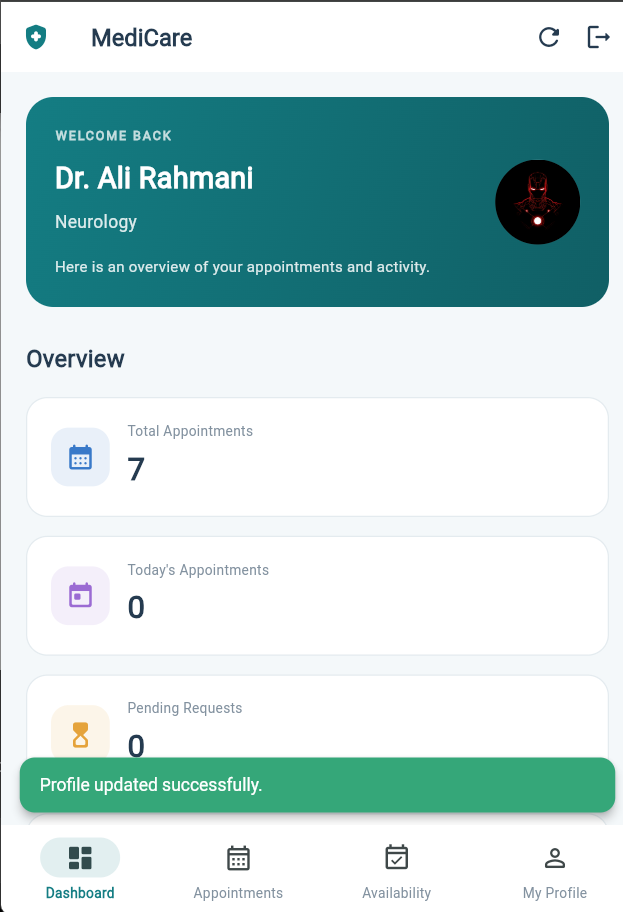 MediCare
WELCOME BACK
Dr. Ali Rahmani
Neurology
Here is an overview of your appointments and activity.
Overview
Total Appointments
7
Today's Appointments
0
Pending Requests
0
Profile updated successfully.
Dashboard
Appointments
Availability
My Profile